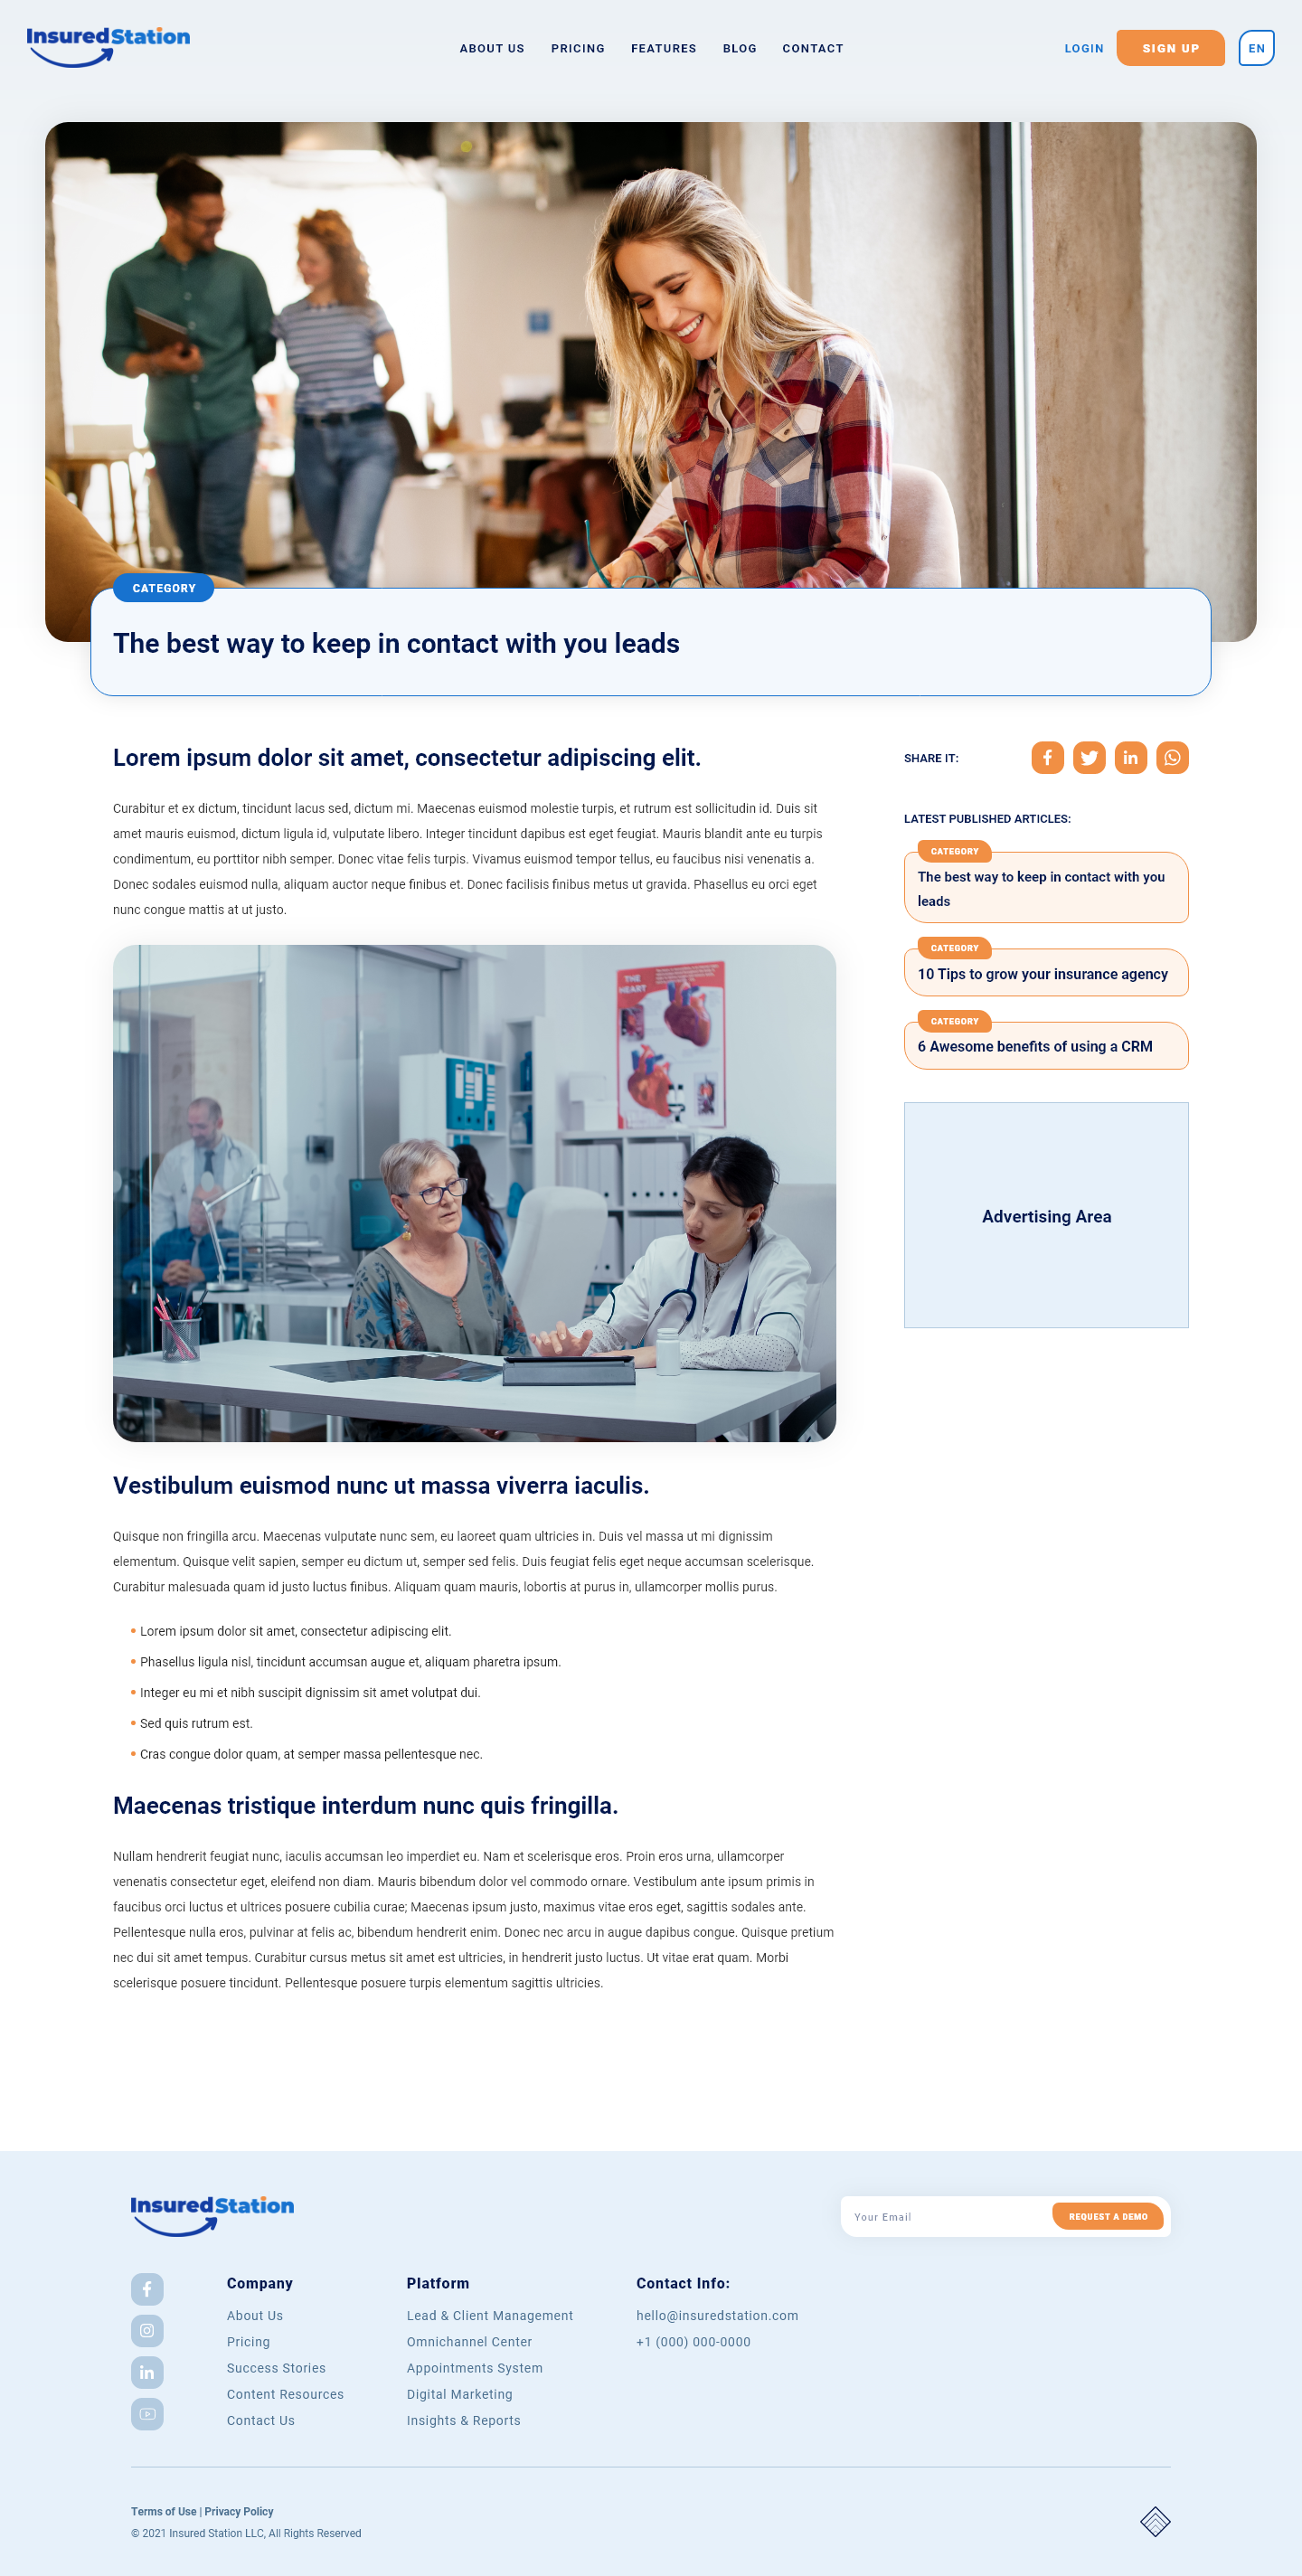 InsuredStation
ABOUT US
PRICING
FEATURES
BLOG
CONTACT
LOGIN
SIGN UP
EN
CATEGORY
The best way to keep in contact with you leads
Lorem ipsum dolor sit amet, consectetur adipiscing elit.
Curabitur et ex dictum, tincidunt lacus sed, dictum mi. Maecenas euismod molestie turpis, et rutrum est sollicitudin id. Duis sit
amet mauris euismod, dictum ligula id, vulputate libero. Integer tincidunt dapibus est eget feugiat. Mauris blandit ante eu turpis
condimentum, eu porttitor nibh semper. Donec vitae felis turpis. Vivamus euismod tempor tellus, eu faucibus nisi venenatis a.
Donec sodales euismod nulla, aliquam auctor neque finibus et. Donec facilisis finibus metus ut gravida. Phasellus eu orci eget
nunc congue mattis at ut justo.
THE
HEART
Vestibulum euismod nunc ut massa viverra iaculis.
Quisque non fringilla arcu. Maecenas vulputate nunc sem, eu laoreet quam ultricies in. Duis vel massa ut mi dignissim
elementum. Quisque velit sapien, semper eu dictum ut, semper sed felis. Duis feugiat felis eget neque accumsan scelerisque.
Curabitur malesuada quam id justo luctus finibus. Aliquam quam mauris, lobortis at purus in, ullamcorper mollis purus.
Lorem ipsum dolor sit amet, consectetur adipiscing elit.
Phasellus ligula nisl, tincidunt accumsan augue et, aliquam pharetra ipsum.
Integer eu mi et nibh suscipit dignissim sit amet volutpat dui.
Sed quis rutrum est.
Cras congue dolor quam, at semper massa pellentesque nec.
Maecenas tristique interdum nunc quis fringilla.
Nullam hendrerit feugiat nunc, iaculis accumsan leo imperdiet eu. Nam et scelerisque eros. Proin eros urna, ullamcorper
venenatis consectetur eget, eleifend non diam. Mauris bibendum dolor vel commodo ornare. Vestibulum ante ipsum primis in
faucibus orci luctus et ultrices posuere cubilia curae; Maecenas ipsum justo, maximus vitae eros eget, sagittis sodales ante.
Pellentesque nulla eros, pulvinar at felis ac, bibendum hendrerit enim. Donec nec arcu in augue dapibus congue. Quisque pretium
nec dui sit amet tempus. Curabitur cursus metus sit amet est ultricies, in hendrerit justo luctus. Ut vitae erat quam. Morbi
scelerisque posuere tincidunt. Pellentesque posuere turpis elementum sagittis ultricies.
SHARE IT:
LATEST PUBLISHED ARTICLES:
CATEGORY
The best way to keep in contact with you
leads
CATEGORY
10 Tips to grow your insurance agency
CATEGORY
6 Awesome benefits of using a CRM
Advertising Area
InsuredStation
Your Email
REQUEST A DEMO
Company
About Us
Pricing
Success Stories
Content Resources
Contact Us
Platform
Lead & Client Management
Omnichannel Center
Appointments System
Digital Marketing
Insights & Reports
Contact Info:
hello@insuredstation.com
+1 (000) 000-0000
Terms of Use | Privacy Policy
© 2021 Insured Station LLC, All Rights Reserved